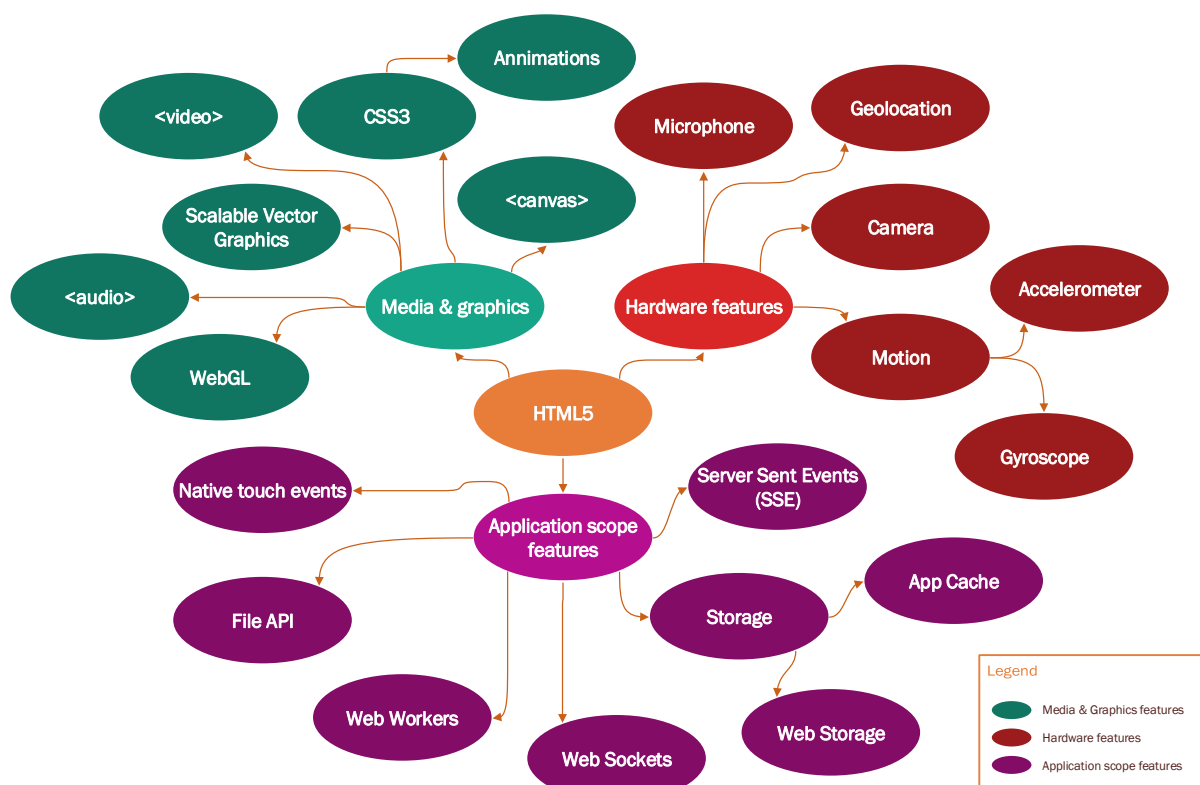 Annimations
<video>
CSS3
Microphone
Geolocation
<canvas>
Scalable Vector
Graphics
Camera
<audio>
Media & graphics
Hardware features
Accelerometer
WebGL
Motion
HTML5
Gyroscope
Native touch events
Server Sent Events
(SSE)
Application scope
features
File API
Storage
App Cache
Web Workers
Web Sockets
Web Storage
Legend
Media & Graphics features
Hardware features
Application scope features